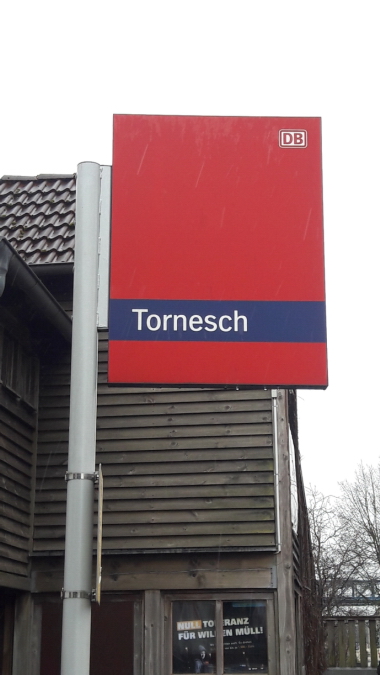 DB
Tornesch
NULL TOLERANZ
FÜR WILDEN MÜLL!